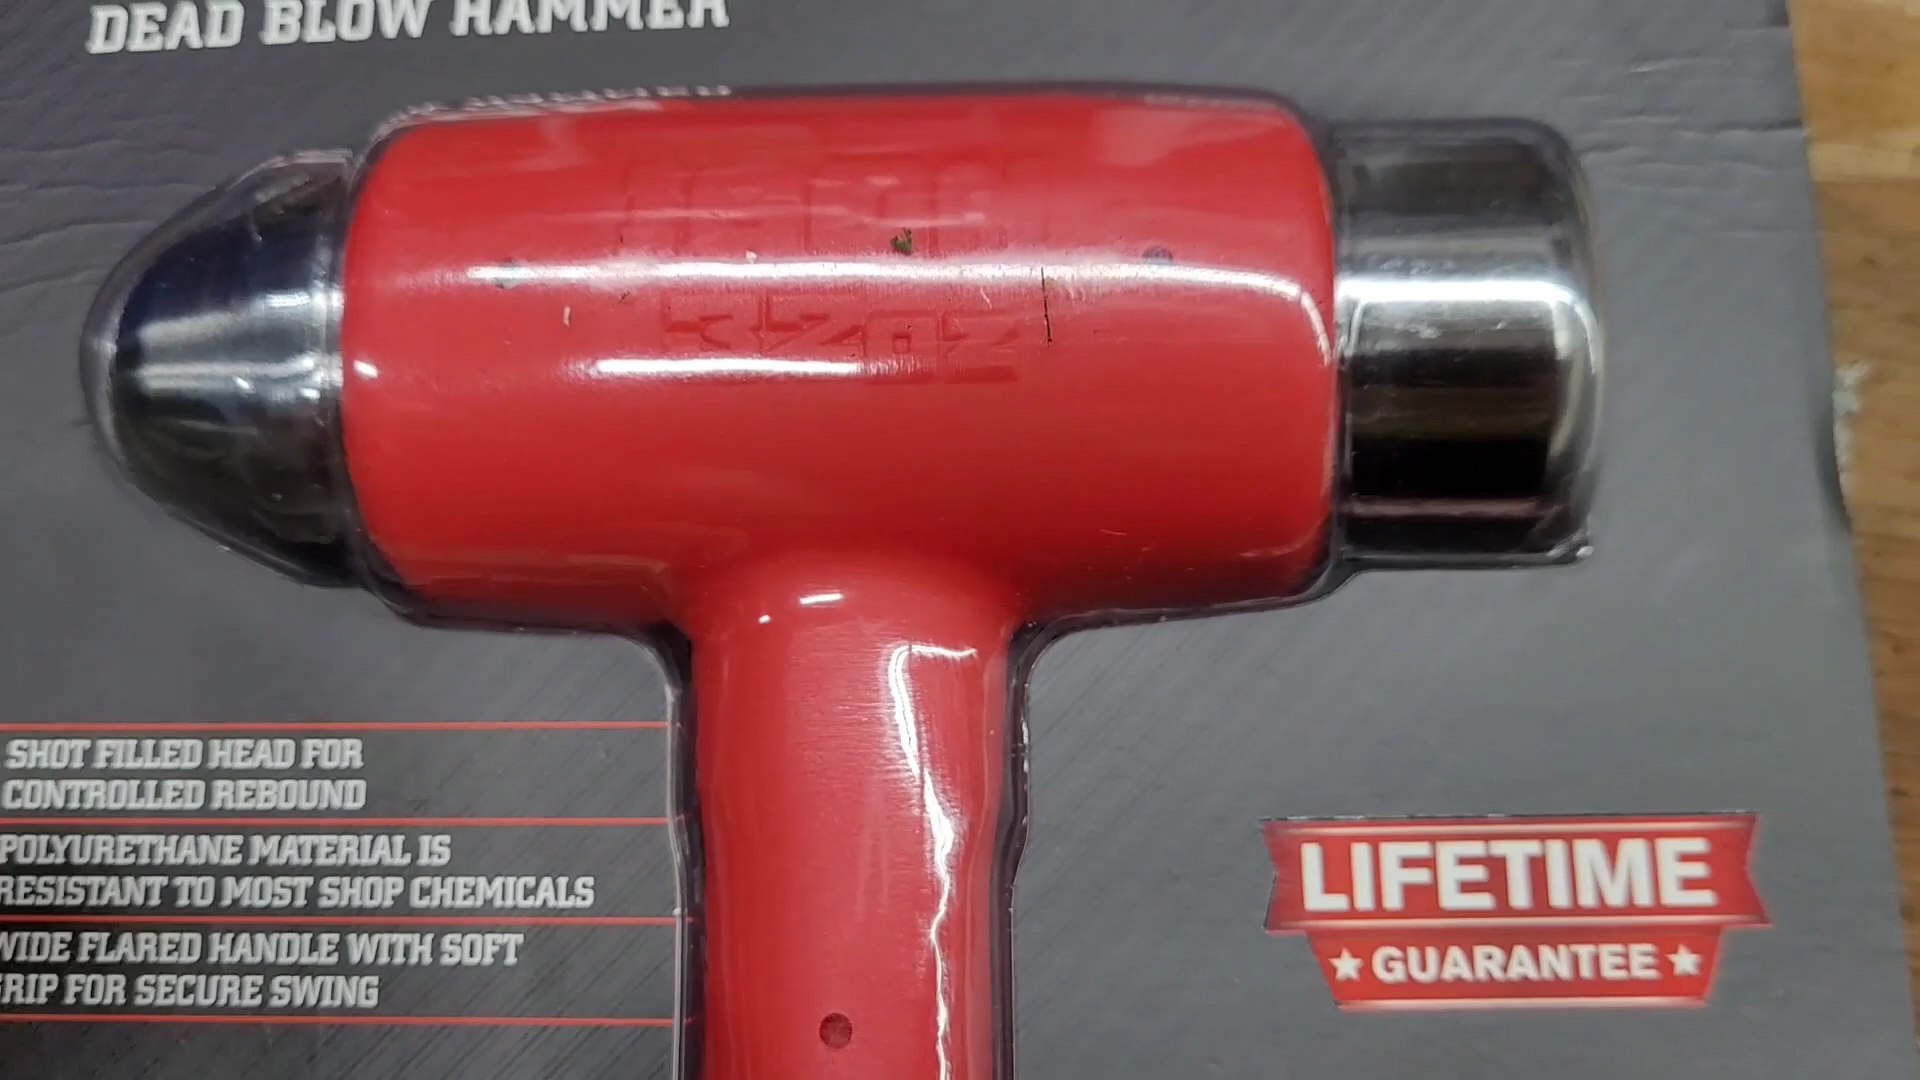 DEAD BLOW HAMMER
SHOT FILLED HEAD FOR
CONTROLLED REBOUND
POLYURETHANE MATERIAL IS
RESISTANT TO MOST SHOP CHEMICALS
WIDE FLARED HANDLE WITH SOFT
GRIP FOR SECURE SWING
LIFETIME
★ GUARANTEE ★